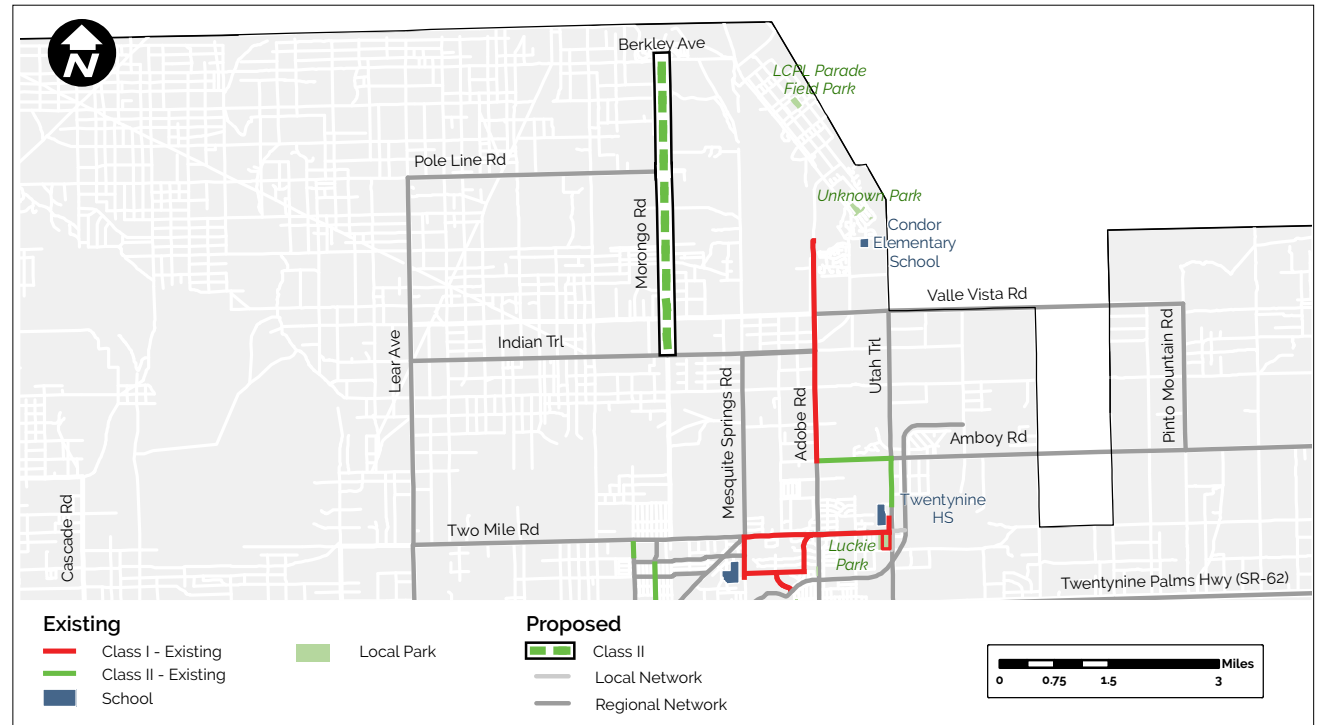 N
Berkley Ave
LCPL Parade
Field Park
Pole Line Rd
Unknown Park
Morongo Rd
Condor
Elementary
School
Valle Vista Rd
Lear Ave
Indian Trl
Mesquite Springs Rd
Adobe Rd
Utah Trl
Pinto Mountain Rd
Amboy Rd
Cascade Rd
Two Mile Rd
Twentynine
HS
Luckie
Park
Twentynine Palms Hwy (SR-62)
Existing
Class I - Existing
Class II - Existing
School
Local Park
Proposed
Class II
Local Network
Regional Network
Miles
0 0.75 1.5 3